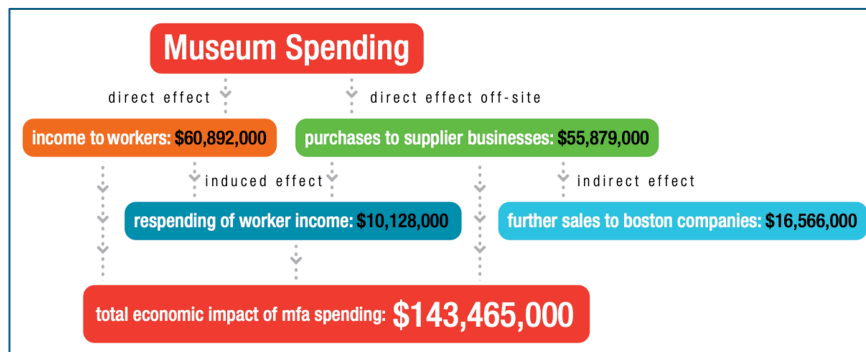 Museum Spending
direct effect
direct effect off-site
income to workers: $60,892,000
purchases to supplier businesses: $55,879,000
induced effect
indirect effect
respending of worker income: $10,128,000
further sales to boston companies: $16,566,000
total economic impact of mfa spending: $143,465,000